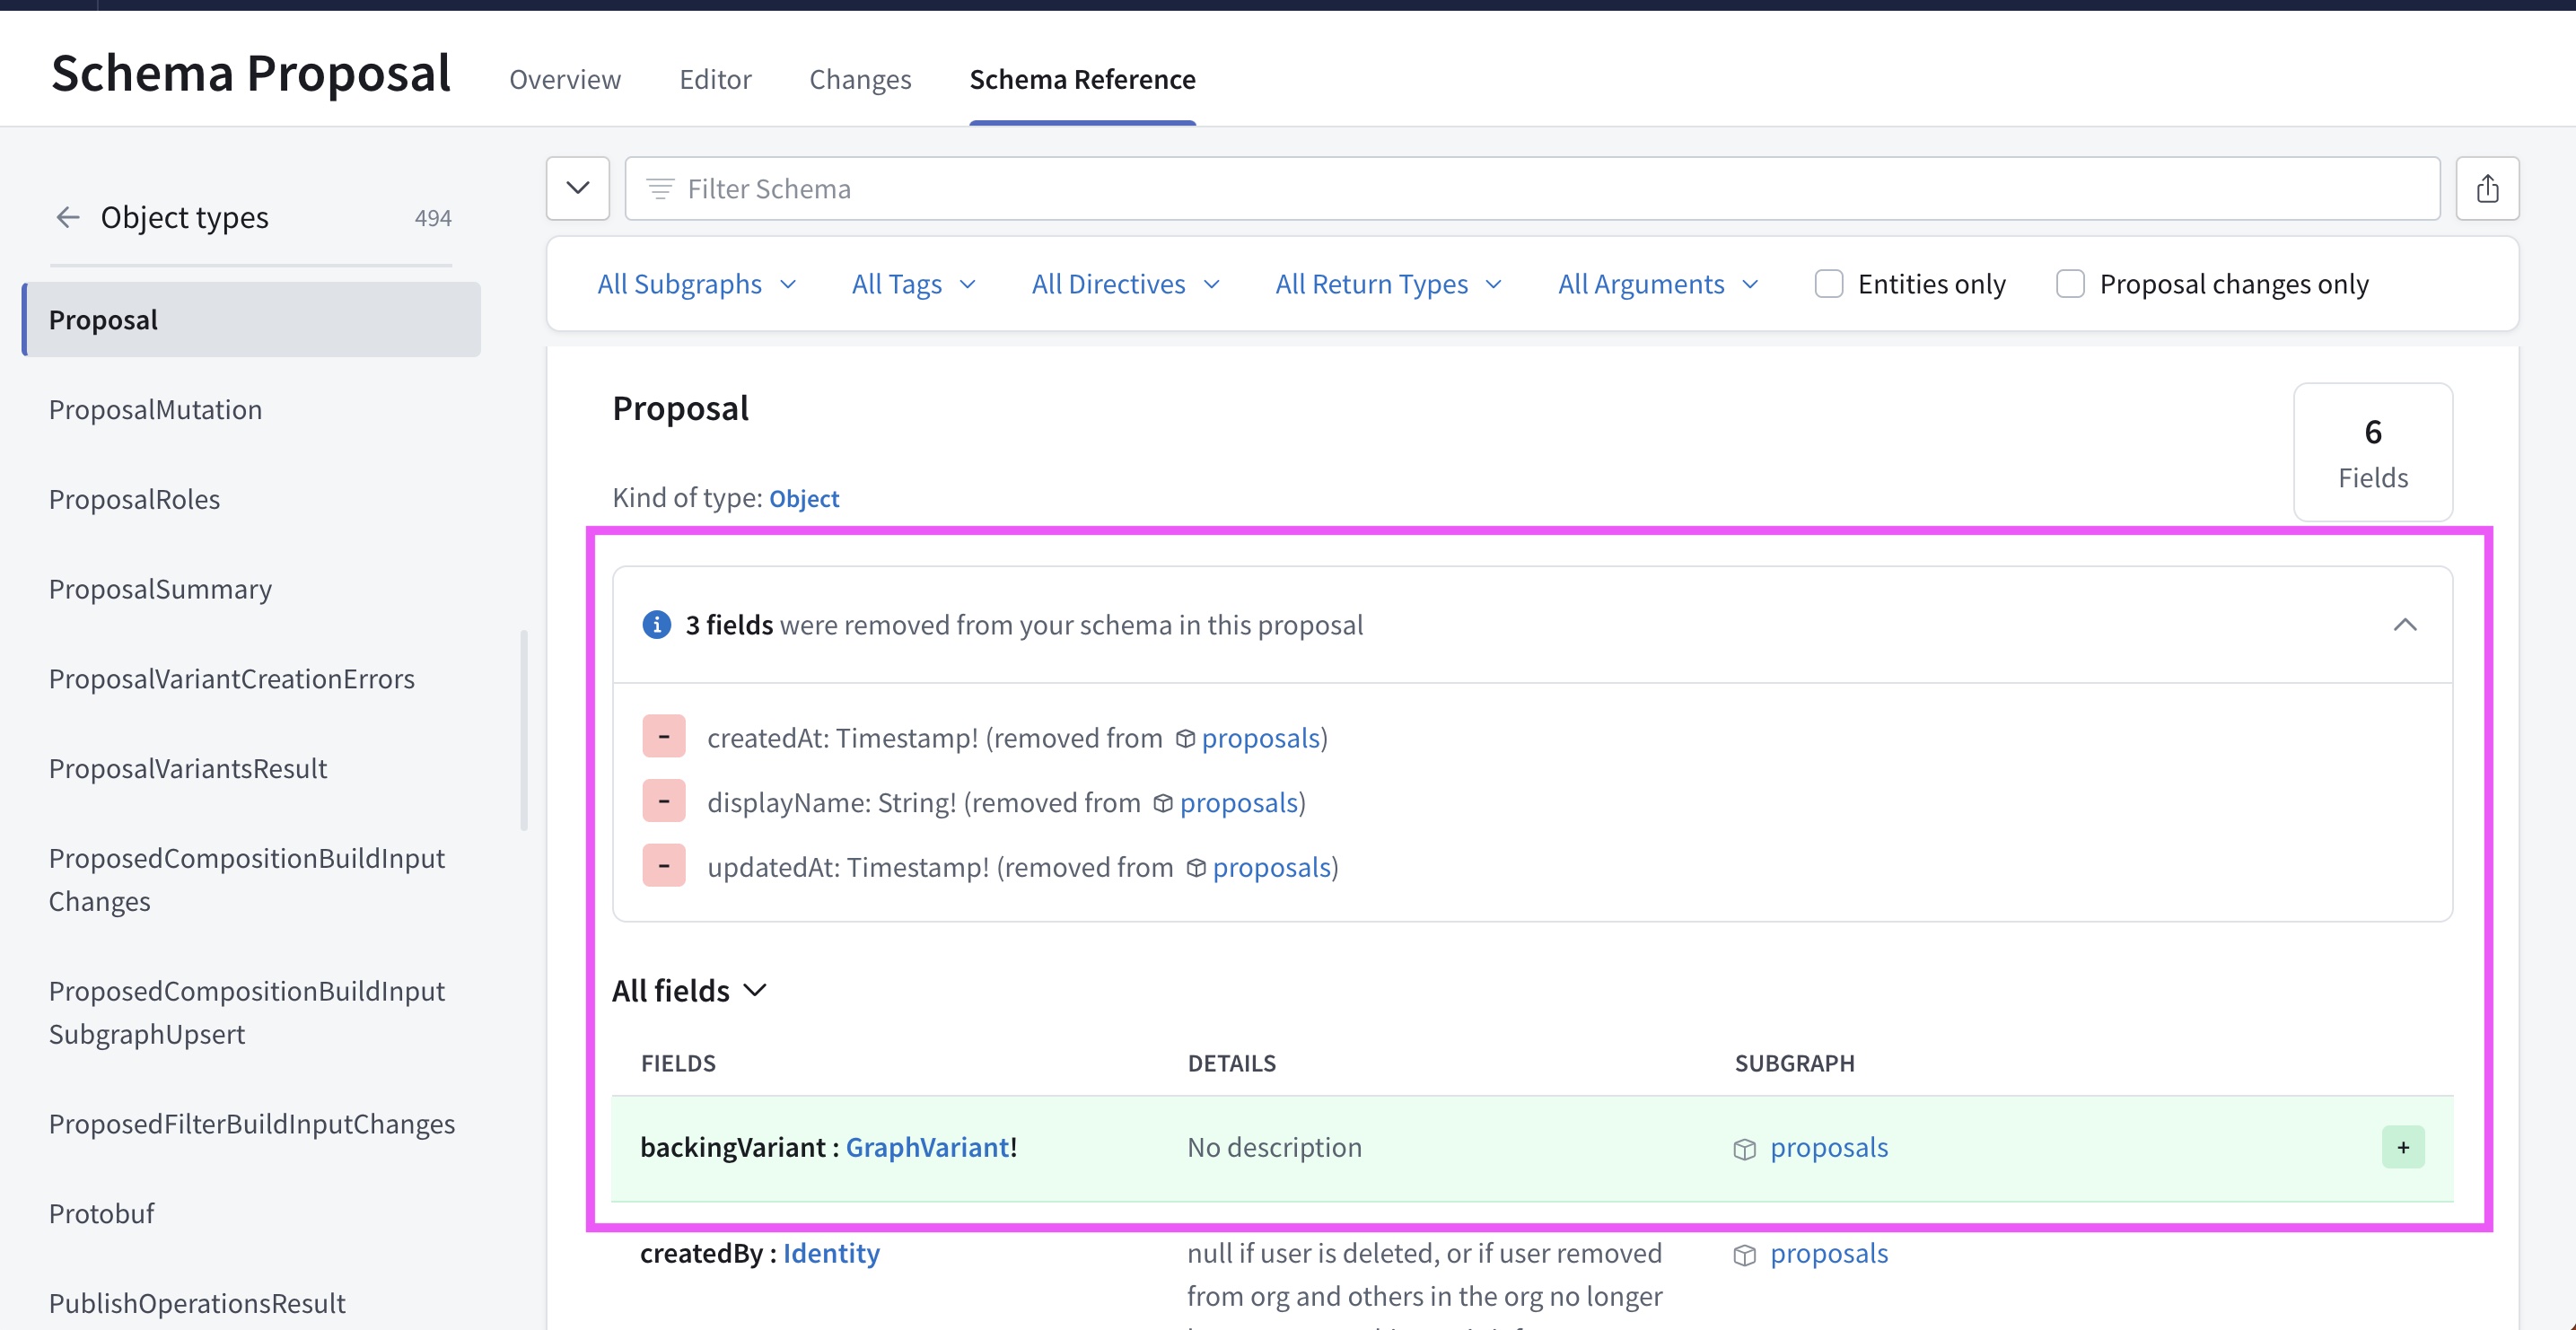 Schema Proposal
Overview
Editor
Changes
Schema Reference
Object types
494
Proposal
ProposalMutation
ProposalRoles
ProposalSummary
ProposalVariantCreationErrors
ProposalVariantsResult
ProposedCompositionBuildInput
Changes
ProposedCompositionBuildInput
SubgraphUpsert
ProposedFilterBuildInputChanges
Protobuf
PublishOperationsResult
Filter Schema
All Subgraphs
All Tags
All Directives
All Return Types
All Arguments
Entities only
Proposal changes only
Proposal
6
Fields
Kind of type: Object
3 fields were removed from your schema in this proposal
- createdAt: Timestamp! (removed from proposals)
- displayName: String! (removed from proposals)
- updatedAt: Timestamp! (removed from proposals)
All fields
FIELDS DETAILS SUBGRAPH
backingVariant : GraphVariant! No description proposals +
createdBy : Identity null if user is deleted, or if user removed proposals
from org and others in the org no longer